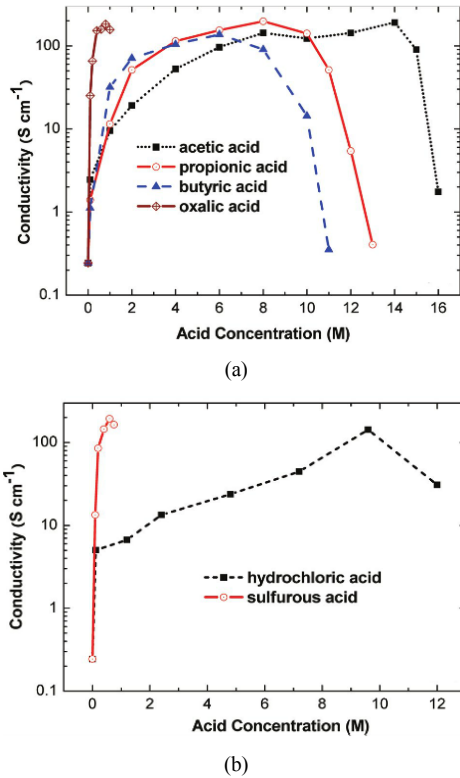 (a)
Conductivity (S cm⁻¹)
100
10
1
0.1
acetic acid
propionic acid
butyric acid
oxalic acid
0 2 4 6 8 10 12 14 16
Acid Concentration (M)
(a)
Conductivity (S cm⁻¹)
100
10
1
0.1
hydrochloric acid
sulfurous acid
0 2 4 6 8 10 12
Acid Concentration (M)
(b)